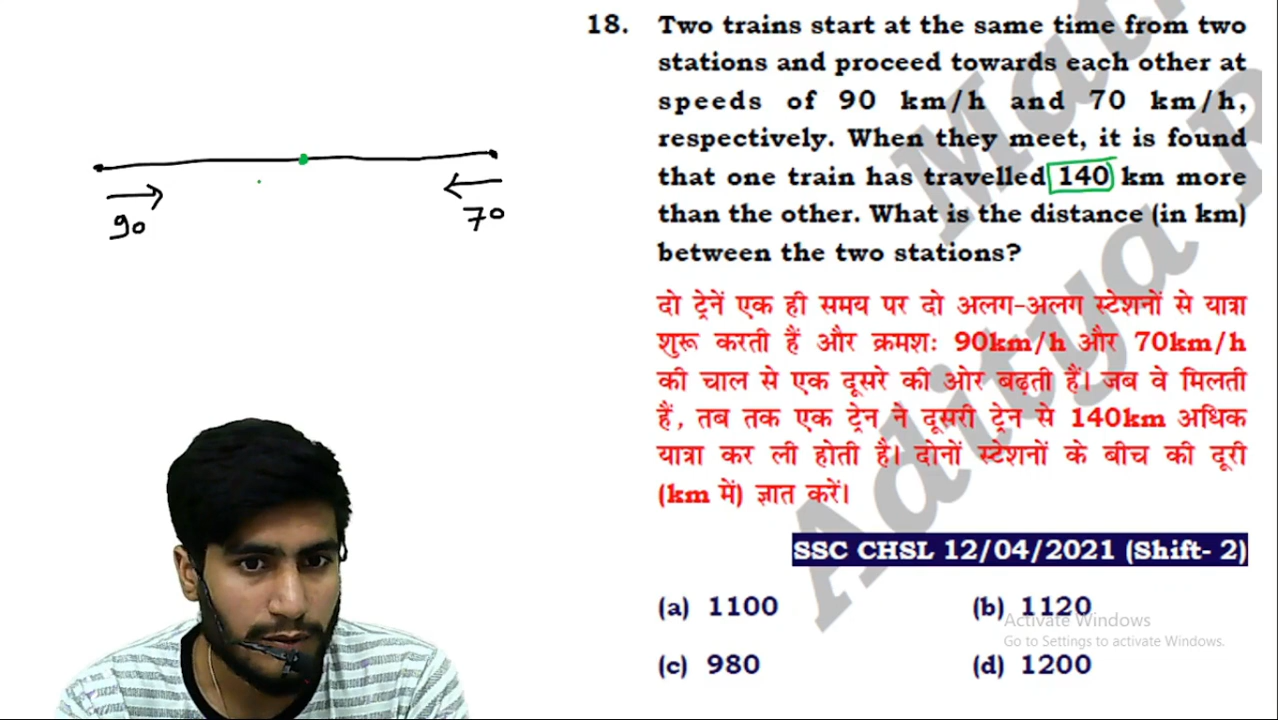 18. Two trains start at the same time from two
stations and proceed towards each other at
speeds of 90 km/h and 70 km/h,
respectively. When they meet, it is found
that one train has travelled 140 km more
than the other. What is the distance (in km)
between the two stations?
90
70
दो ट्रेनें एक ही समय पर दो अलग-अलग स्टेशनों से यात्रा
शुरू करती हैं और क्रमशः 90km/h और 70km/h
की चाल से एक दूसरे की ओर बढ़ती हैं। जब वे मिलती
हैं, तब तक एक ट्रेन ने दूसरी ट्रेन से 140km अधिक
यात्रा कर ली होती है। दोनों स्टेशनों के बीच की दूरी
(km में) ज्ञात करें।
SSC CHSL 12/04/2021 (Shift- 2)
(a) 1100
(b) 1120
(c) 980
(d) 1200
Activate Windows
Go to Settings to activate Windows.
Aditya R
Mat